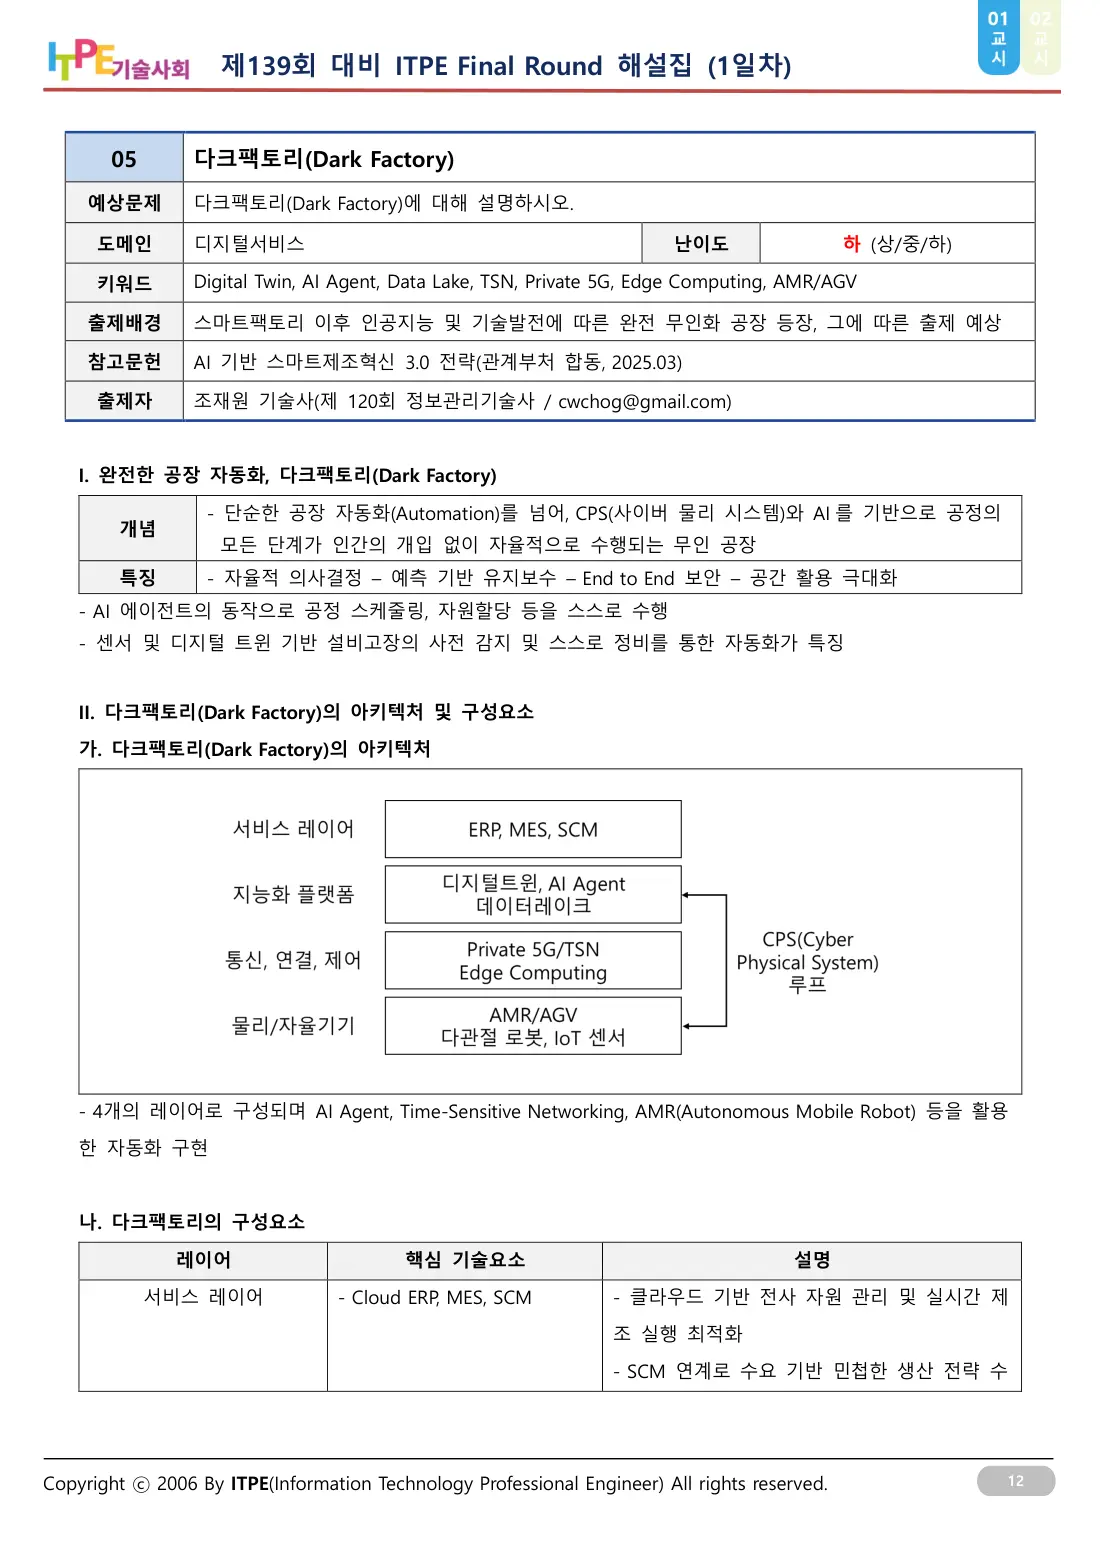 ITPE기술사회 제139회 대비 ITPE Final Round 해설집 (1일차)
01
교
시
02
교
시
05 다크팩토리(Dark Factory)
예상문제 다크팩토리(Dark Factory)에 대해 설명하시오.
도메인 디지털서비스 난이도 하 (상/중/하)
키워드 Digital Twin, AI Agent, Data Lake, TSN, Private 5G, Edge Computing, AMR/AGV
출제배경 스마트팩토리 이후 인공지능 및 기술발전에 따른 완전 무인화 공장 등장, 그에 따른 출제 예상
참고문헌 AI 기반 스마트제조혁신 3.0 전략(관계부처 합동, 2025.03)
출제자 조재원 기술사(제 120회 정보관리기술사 / cwchog@gmail.com)
I. 완전한 공장 자동화, 다크팩토리(Dark Factory)
개념
- 단순한 공장 자동화(Automation)를 넘어, CPS(사이버 물리 시스템)와 AI를 기반으로 공정의
모든 단계가 인간의 개입 없이 자율적으로 수행되는 무인 공장
특징 - 자율적 의사결정 – 예측 기반 유지보수 – End to End 보안 – 공간 활용 극대화
- AI 에이전트의 동작으로 공정 스케줄링, 자원할당 등을 스스로 수행
- 센서 및 디지털 트윈 기반 설비고장의 사전 감지 및 스스로 정비를 통한 자동화가 특징
II. 다크팩토리(Dark Factory)의 아키텍처 및 구성요소
가. 다크팩토리(Dark Factory)의 아키텍처
서비스 레이어 ERP, MES, SCM
지능화 플랫폼
디지털트윈, AI Agent
데이터레이크
통신, 연결, 제어
Private 5G/TSN
Edge Computing
물리/자율기기
AMR/AGV
다관절 로봇, IoT 센서
CPS(Cyber
Physical System)
루프
- 4개의 레이어로 구성되며 AI Agent, Time-Sensitive Networking, AMR(Autonomous Mobile Robot) 등을 활용
한 자동화 구현
나. 다크팩토리의 구성요소
레이어 핵심 기술요소 설명
서비스 레이어 - Cloud ERP, MES, SCM - 클라우드 기반 전사 자원 관리 및 실시간 제
조 실행 최적화
- SCM 연계로 수요 기반 민첩한 생산 전략 수
Copyright ⓒ 2006 By ITPE(Information Technology Professional Engineer) All rights reserved. 12